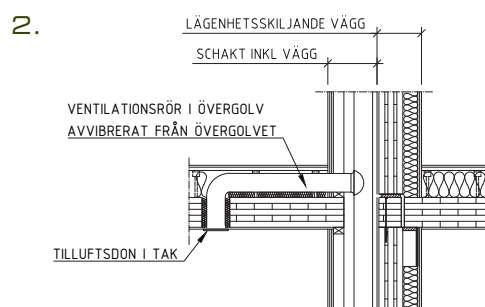 2.
LÄGENHETSSKILJANDE VÄGG
SCHAKT INKL VÄGG
VENTILATIONSRÖR I ÖVERGOLV
AVVIBRERAT FRÅN ÖVERGOLVET
TILLUFTSDON I TAK